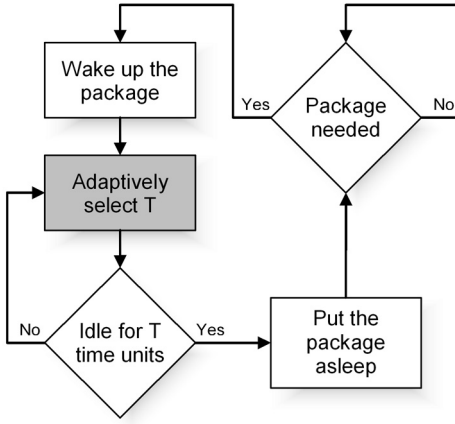 Wake up the
package
Yes
Package
needed
No
Adaptively
select T
No
Idle for T
time units
Yes
Put the
package
asleep